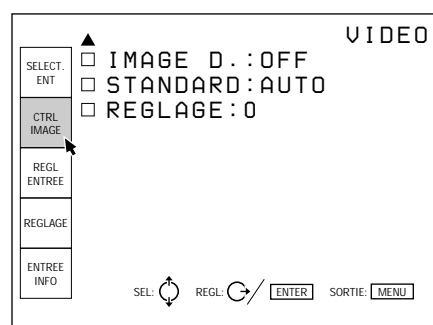 VIDEO
SELECT.
ENT
CTRL
IMAGE
REGL
ENTREE
REGLAGE
ENTREE
INFO
IMAGE D.:OFF
STANDARD:AUTO
REGLAGE:0
SEL: REGL: / ENTER SORTIE: MENU